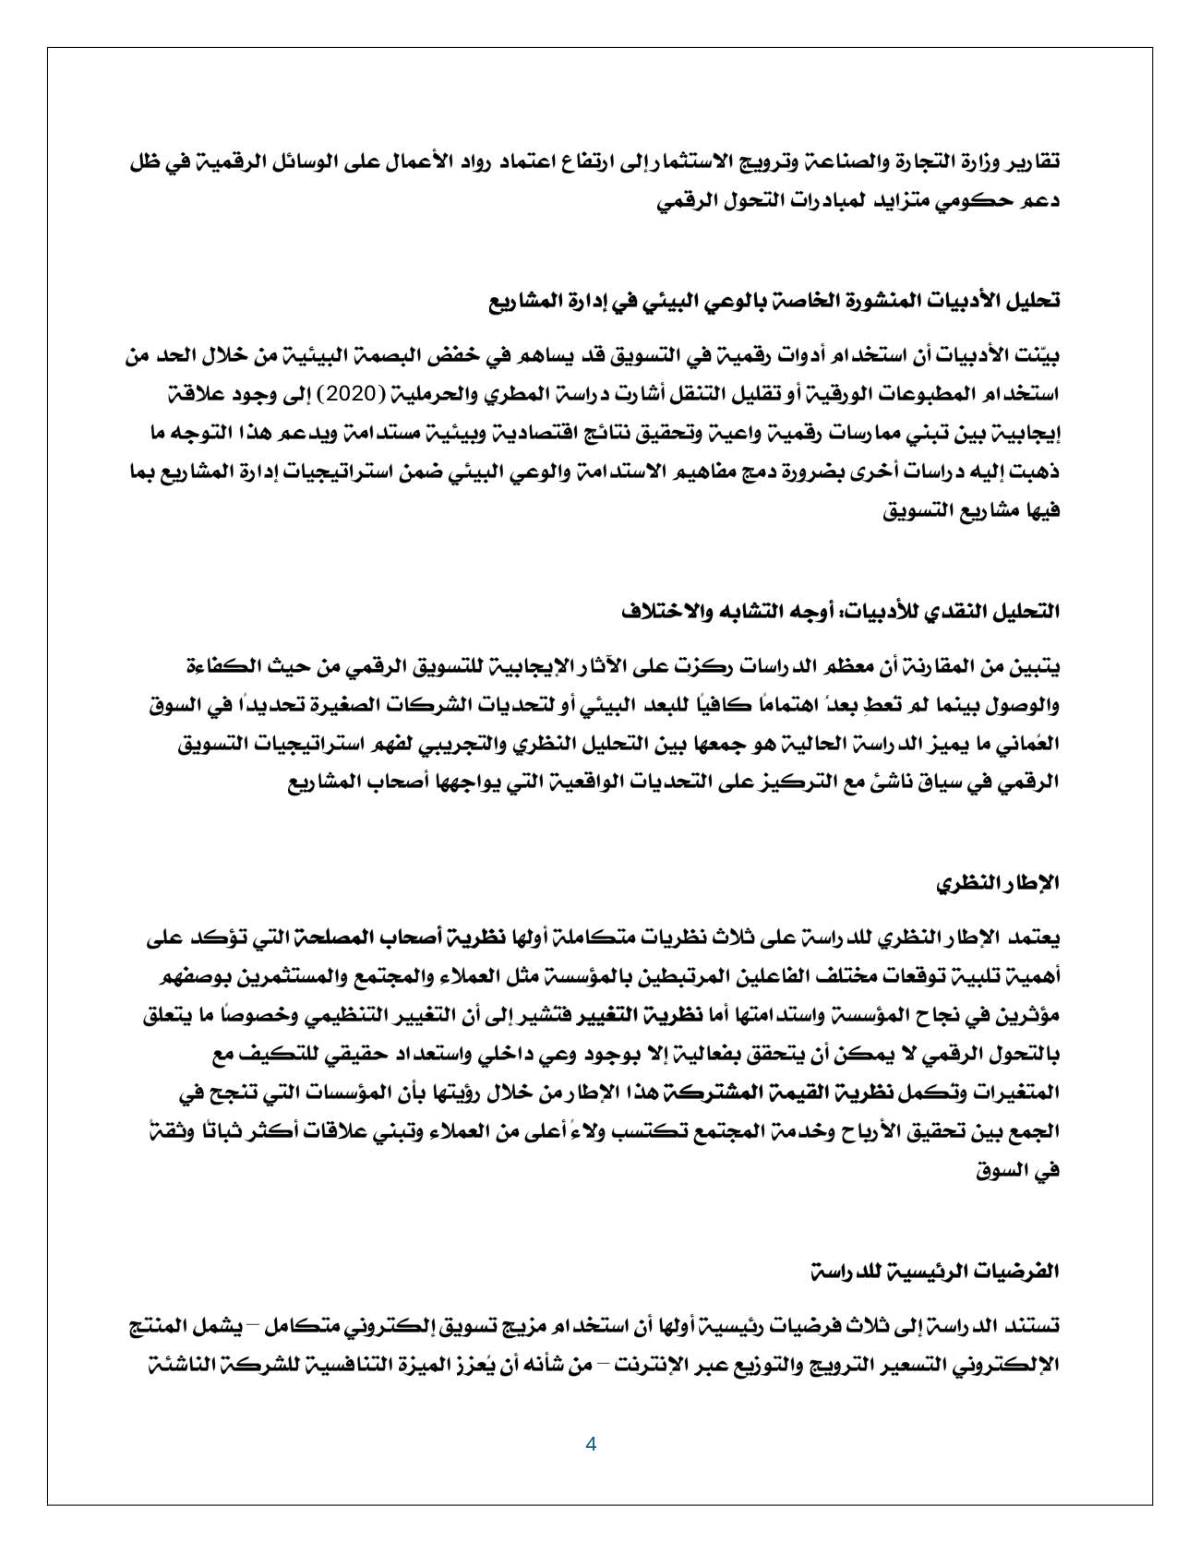 تقارير وزارة التجارة والصناعة وترويج الاستثمار إلى ارتفاع اعتماد رواد الأعمال على الوسائل الرقمية في ظل
دعم حكومي متزايد لمبادرات التحول الرقمي
تحليل الأدبيات المنشورة الخاصة بالوعي البيئي في إدارة المشاريع
بيّنت الأدبيات أن استخدام أدوات رقمية في التسويق قد يساهم في خفض البصمة البيئية من خلال الحد من
استخدام المطبوعات الورقية أو تقليل التنقل أشارت دراسة المطري والحرملية (2020) إلى وجود علاقة
إيجابية بين تبني ممارسات رقمية واعية وتحقيق نتائج اقتصادية وبيئية مستدامة ويدعم هذا التوجه ما
ذهبت إليه دراسات أخرى بضرورة دمج مفاهيم الاستدامة والوعي البيئي ضمن استراتيجيات إدارة المشاريع بما
فيها مشاريع التسويق
التحليل النقدي للأدبيات: أوجه التشابه والاختلاف
يتبين من المقارنة أن معظم الدراسات ركزت على الآثار الإيجابية للتسويق الرقمي من حيث الكفاءة
والوصول بينما لم تعطِ بعدُ اهتمامًا كافيًا للبعد البيئي أو لتحديات الشركات الصغيرة تحديدًا في السوق
العُماني ما يميز الدراسة الحالية هو جمعها بين التحليل النظري والتجريبي لفهم استراتيجيات التسويق
الرقمي في سياق ناشئ مع التركيز على التحديات الواقعية التي يواجهها أصحاب المشاريع
الإطار النظري
يعتمد الإطار النظري للدراسة على ثلاث نظريات متكاملة أولها نظرية أصحاب المصلحة التي تؤكد على
أهمية تلبية توقعات مختلف الفاعلين المرتبطين بالمؤسسة مثل العملاء والمجتمع والمستثمرين بوصفهم
مؤثرين في نجاح المؤسسة واستدامتها أما نظرية التغيير فتُشير إلى أن التغيير التنظيمي وخصوصًا ما يتعلق
بالتحول الرقمي لا يمكن أن يتحقق بفعالية إلا بوجود وعي داخلي واستعداد حقيقي للتكيف مع
المتغيرات وتكمل نظرية القيمة المشتركة هذا الإطار من خلال رؤيتها بأن المؤسسات التي تنجح في
الجمع بين تحقيق الأرباح وخدمة المجتمع تكتسب ولاءً أعلى من العملاء وتبني علاقات أكثر ثباتًا وثقةً
في السوق
الفرضيات الرئيسية للدراسة
تستند الدراسة إلى ثلاث فرضيات رئيسية أولها أن استخدام مزيج تسويق إلكتروني متكامل – يشمل المنتج
الإلكتروني التسعير الترويج والتوزيع عبر الإنترنت – من شأنه أن يُعزز الميزة التنافسية للشركة الناشئة
4